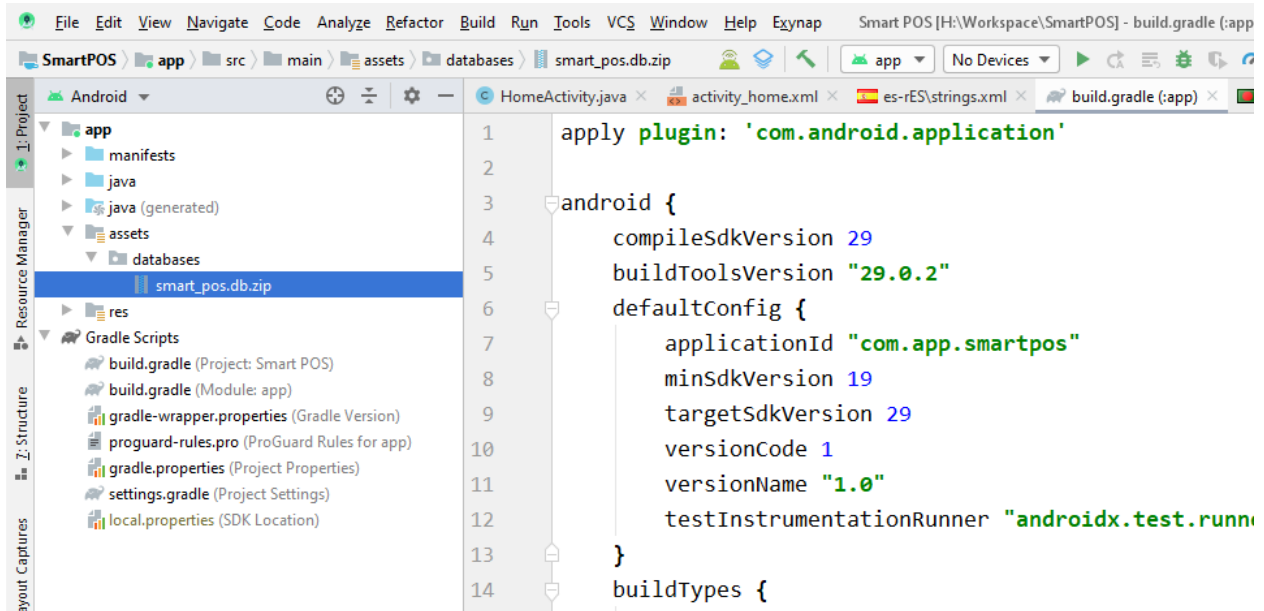 File Edit View Navigate Code Analyze Refactor Build Run Tools VCS Window Help Exynap Smart POS [H:\Workspace\SmartPOS] - build.gradle (:app
SmartPOS app src main assets databases smart_pos.db.zip app No Devices
Android
HomeActivity.java activity_home.xml es-rES\strings.xml build.gradle (:app)
1: Project
Resource Manager
7: Structure
ayout Captures
app
manifests
java
java (generated)
assets
databases
smart_pos.db.zip
res
Gradle Scripts
build.gradle (Project: Smart POS)
build.gradle (Module: app)
gradle-wrapper.properties (Gradle Version)
proguard-rules.pro (ProGuard Rules for app)
gradle.properties (Project Properties)
settings.gradle (Project Settings)
local.properties (SDK Location)
1 apply plugin: 'com.android.application'
2
3 android {
4 compileSdkVersion 29
5 buildToolsVersion "29.0.2"
6 defaultConfig {
7 applicationId "com.app.smartpos"
8 minSdkVersion 19
9 targetSdkVersion 29
10 versionCode 1
11 versionName "1.0"
12 testInstrumentationRunner "androidx.test.runn
13 }
14 buildTypes {